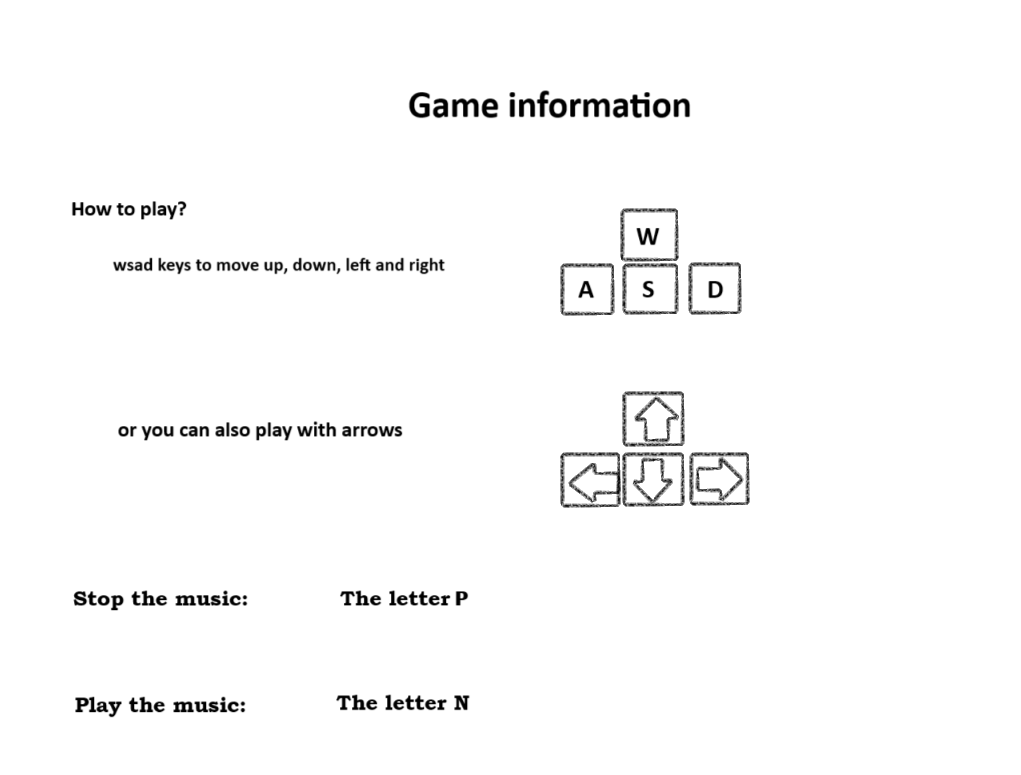 Game information
How to play?
wsad keys to move up, down, left and right
W
A S D
or you can also play with arrows
Stop the music: The letter P
Play the music: The letter N